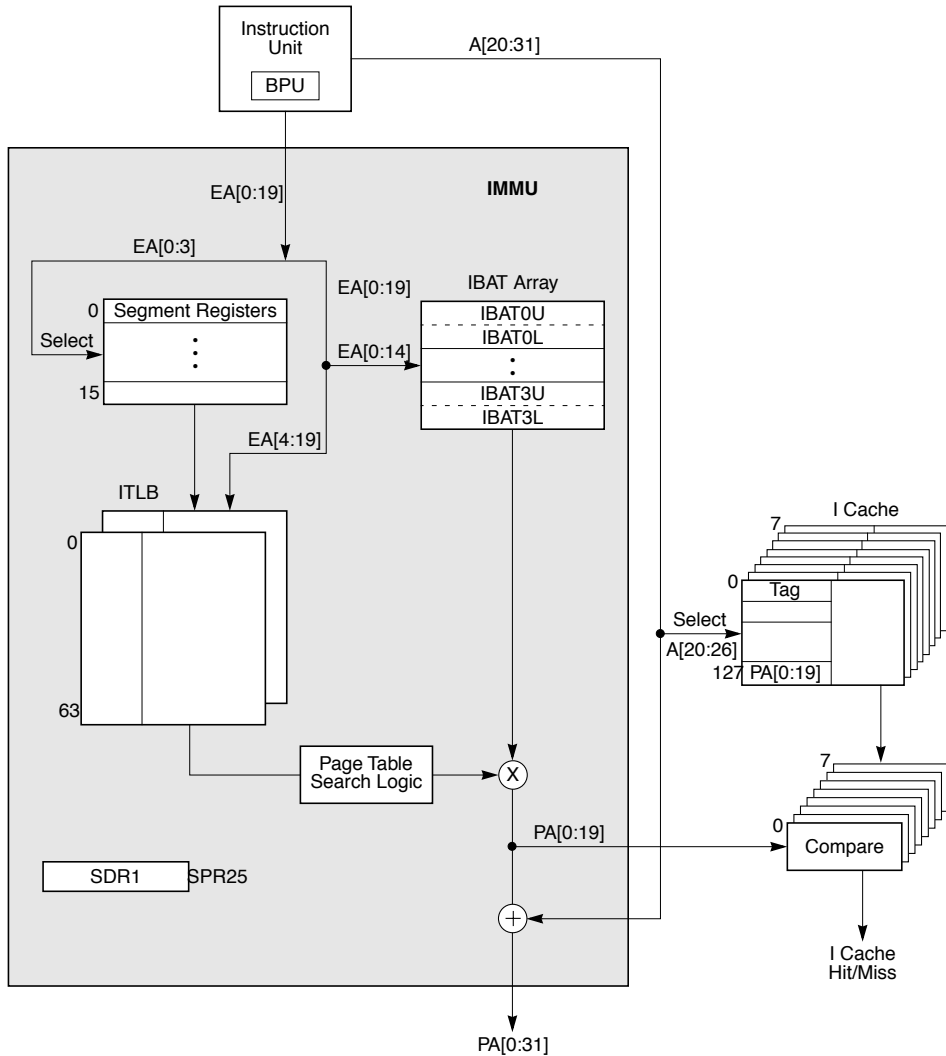 Instruction
Unit
BPU
A[20:31]
IMMU
EA[0:19]
EA[0:3]
EA[0:19]
IBAT Array
0
Segment Registers
IBAT0U
IBAT0L
Select
EA[0:14]
15
IBAT3U
IBAT3L
EA[4:19]
ITLB
0
63
I Cache
7
0
Tag
Select
A[20:26]
127
PA[0:19]
Page Table
Search Logic
X
7
0
PA[0:19]
Compare
SDR1
SPR25
+
I Cache
Hit/Miss
PA[0:31]